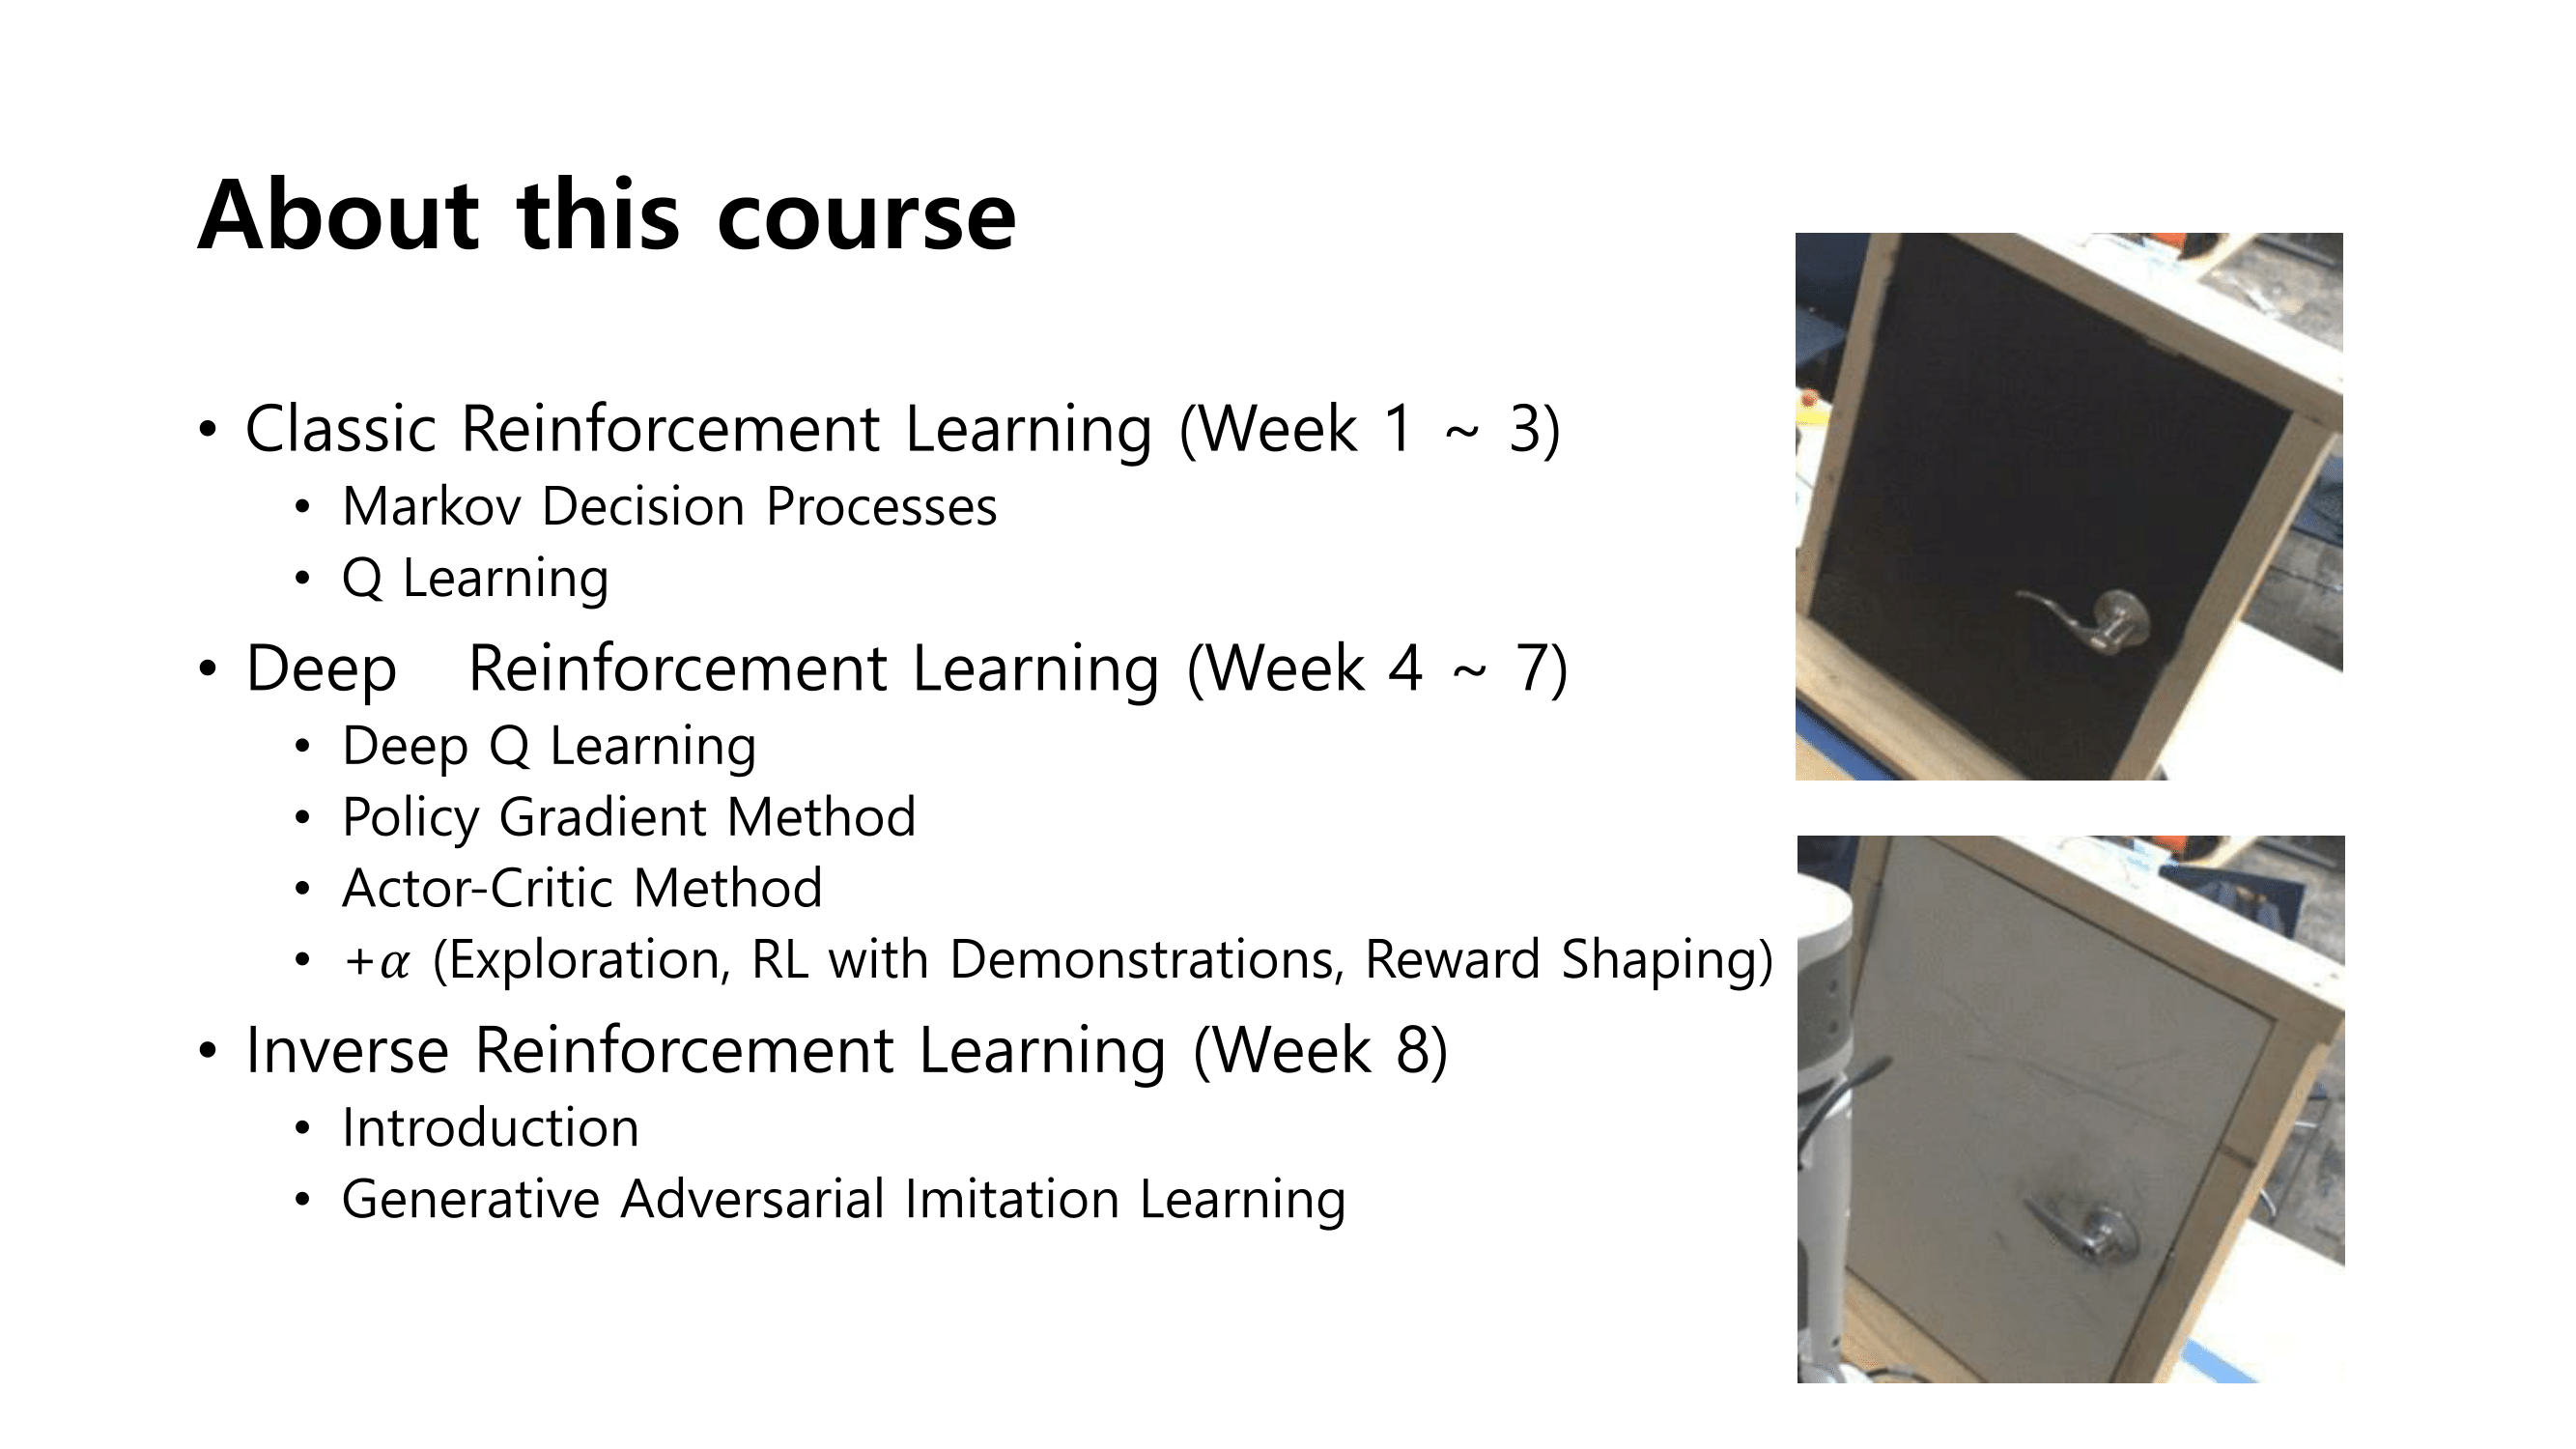 About this course
• Classic Reinforcement Learning (Week 1 ~ 3)
• Markov Decision Processes
• Q Learning
• Deep Reinforcement Learning (Week 4 ~ 7)
• Deep Q Learning
• Policy Gradient Method
• Actor-Critic Method
• +𝛼 (Exploration, RL with Demonstrations, Reward Shaping)
• Inverse Reinforcement Learning (Week 8)
• Introduction
• Generative Adversarial Imitation Learning